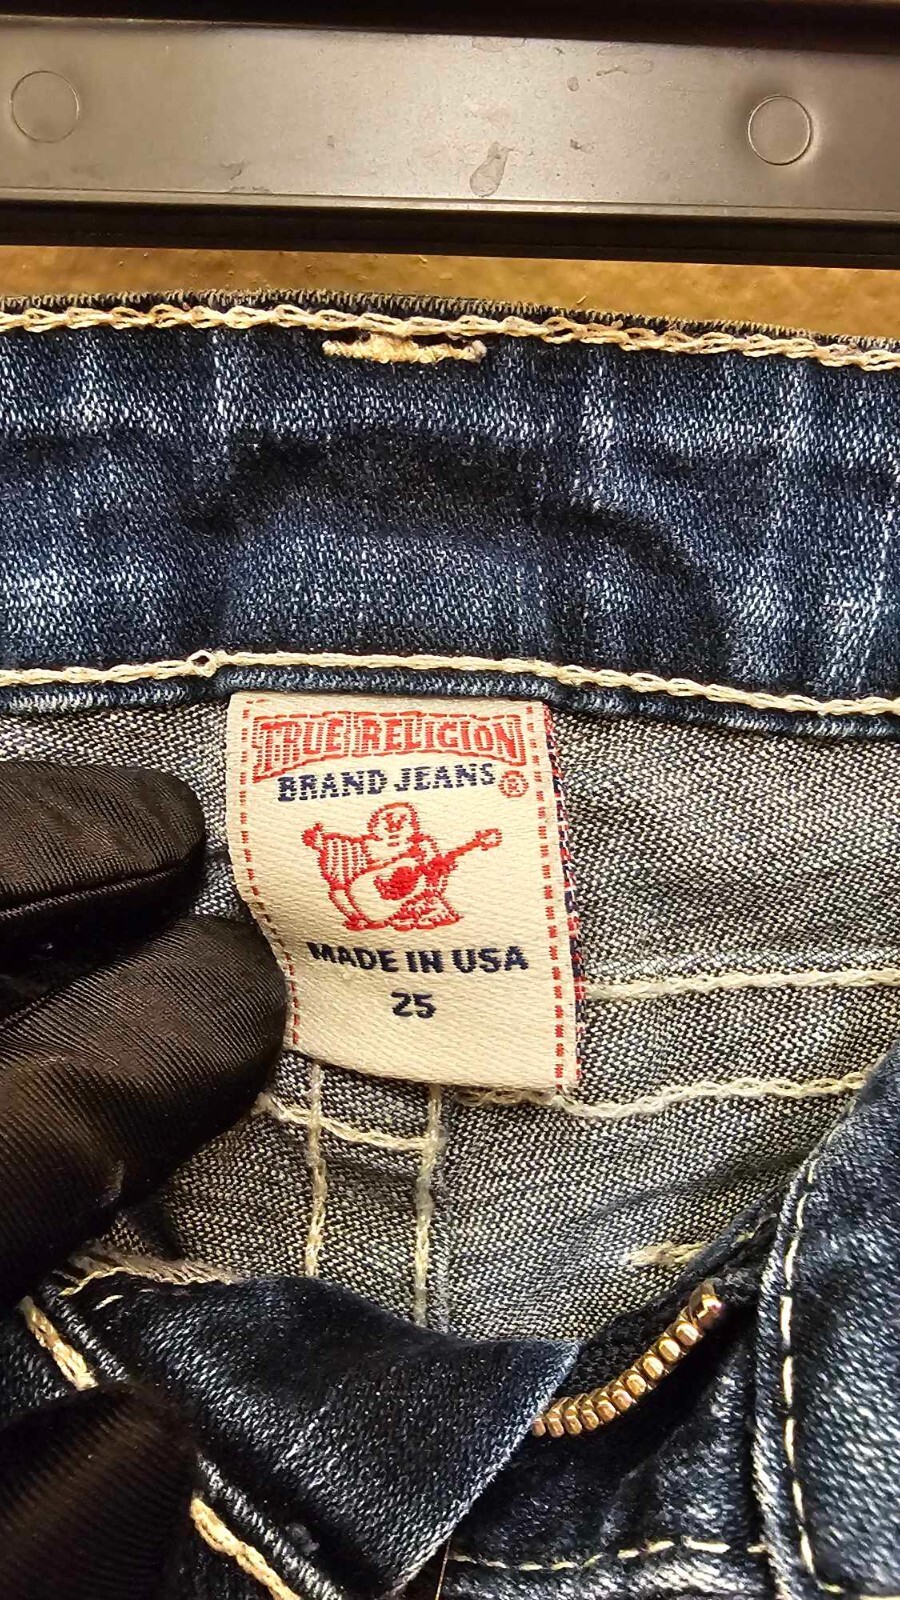 TRUE RELIGION
BRAND JEANS®
MADE IN USA
25